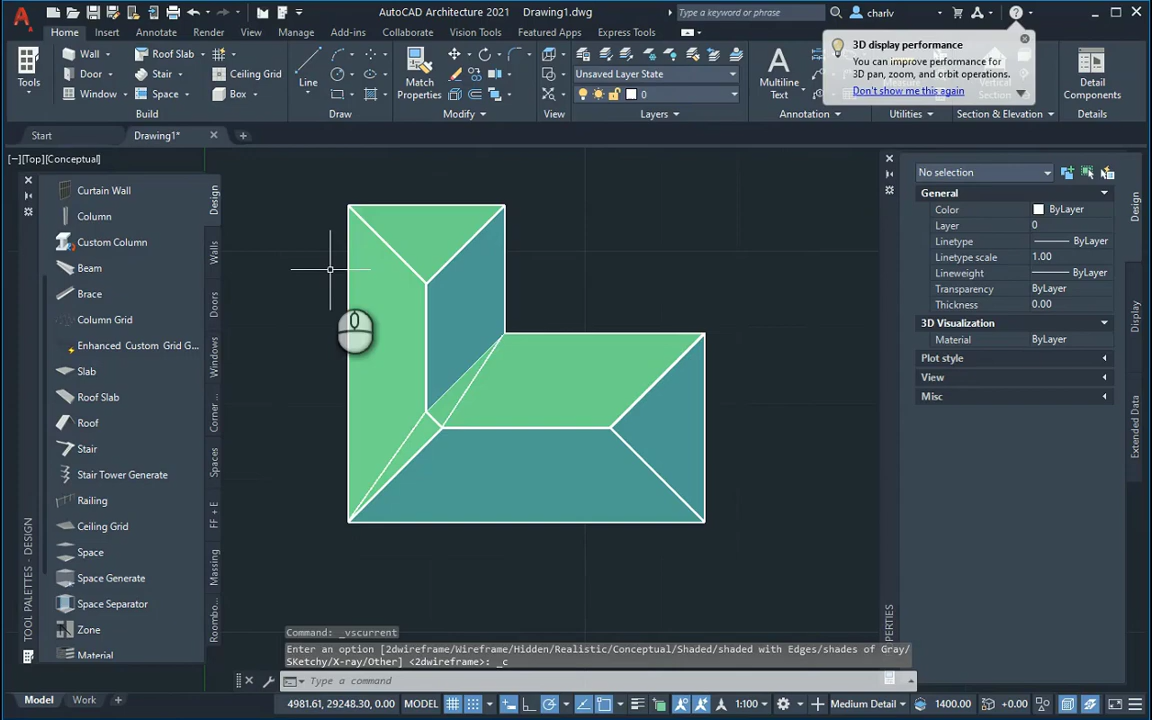 AutoCAD Architecture 2021 Drawing1.dwg
Type a keyword or phrase
charlv
Home Insert Annotate Render View Manage Add-ins Collaborate Vision Tools Featured Apps Express Tools
Tools
Wall
Door
Window
Roof Slab
Stair
Space
Ceiling Grid
Box
Build
Line
Draw
Match
Properties
Modify
View
Unsaved Layer State
0
Layers
Multiline
Text
Annotation
Utilities
Section & Elevation
Detail
Components
Details
3D display performance
You can improve performance for
3D pan, zoom, and orbit operations.
Don't show me this again
Start
Drawing1*
[−][Top][Conceptual]
Curtain Wall
Column
Custom Column
Beam
Brace
Column Grid
Enhanced Custom Grid G...
Slab
Roof Slab
Roof
Stair
Stair Tower Generate
Railing
Ceiling Grid
Space
Space Generate
Space Separator
Zone
Material
Design
Walls
Doors
Windows
Corner...
Spaces
FF + E
Massing
Roombo...
TOOL PALETTES - DESIGN
No selection
General
Color ByLayer
Layer 0
Linetype ByLayer
Linetype scale 1.00
Lineweight ByLayer
Transparency ByLayer
Thickness 0.00
3D Visualization
Material ByLayer
Plot style
View
Misc
Design
Display
Extended Data
Command: _vscurrent
Enter an option [2dwireframe/Wireframe/Hidden/Realistic/Conceptual/Shaded/shaded with Edges/shades of Gray/
SKetchy/X-ray/Other] <2dwireframe>: _c
Type a command
Model
Work
4981.61, 29248.30, 0.00 MODEL 1:100 Medium Detail 1400.00 +0.00